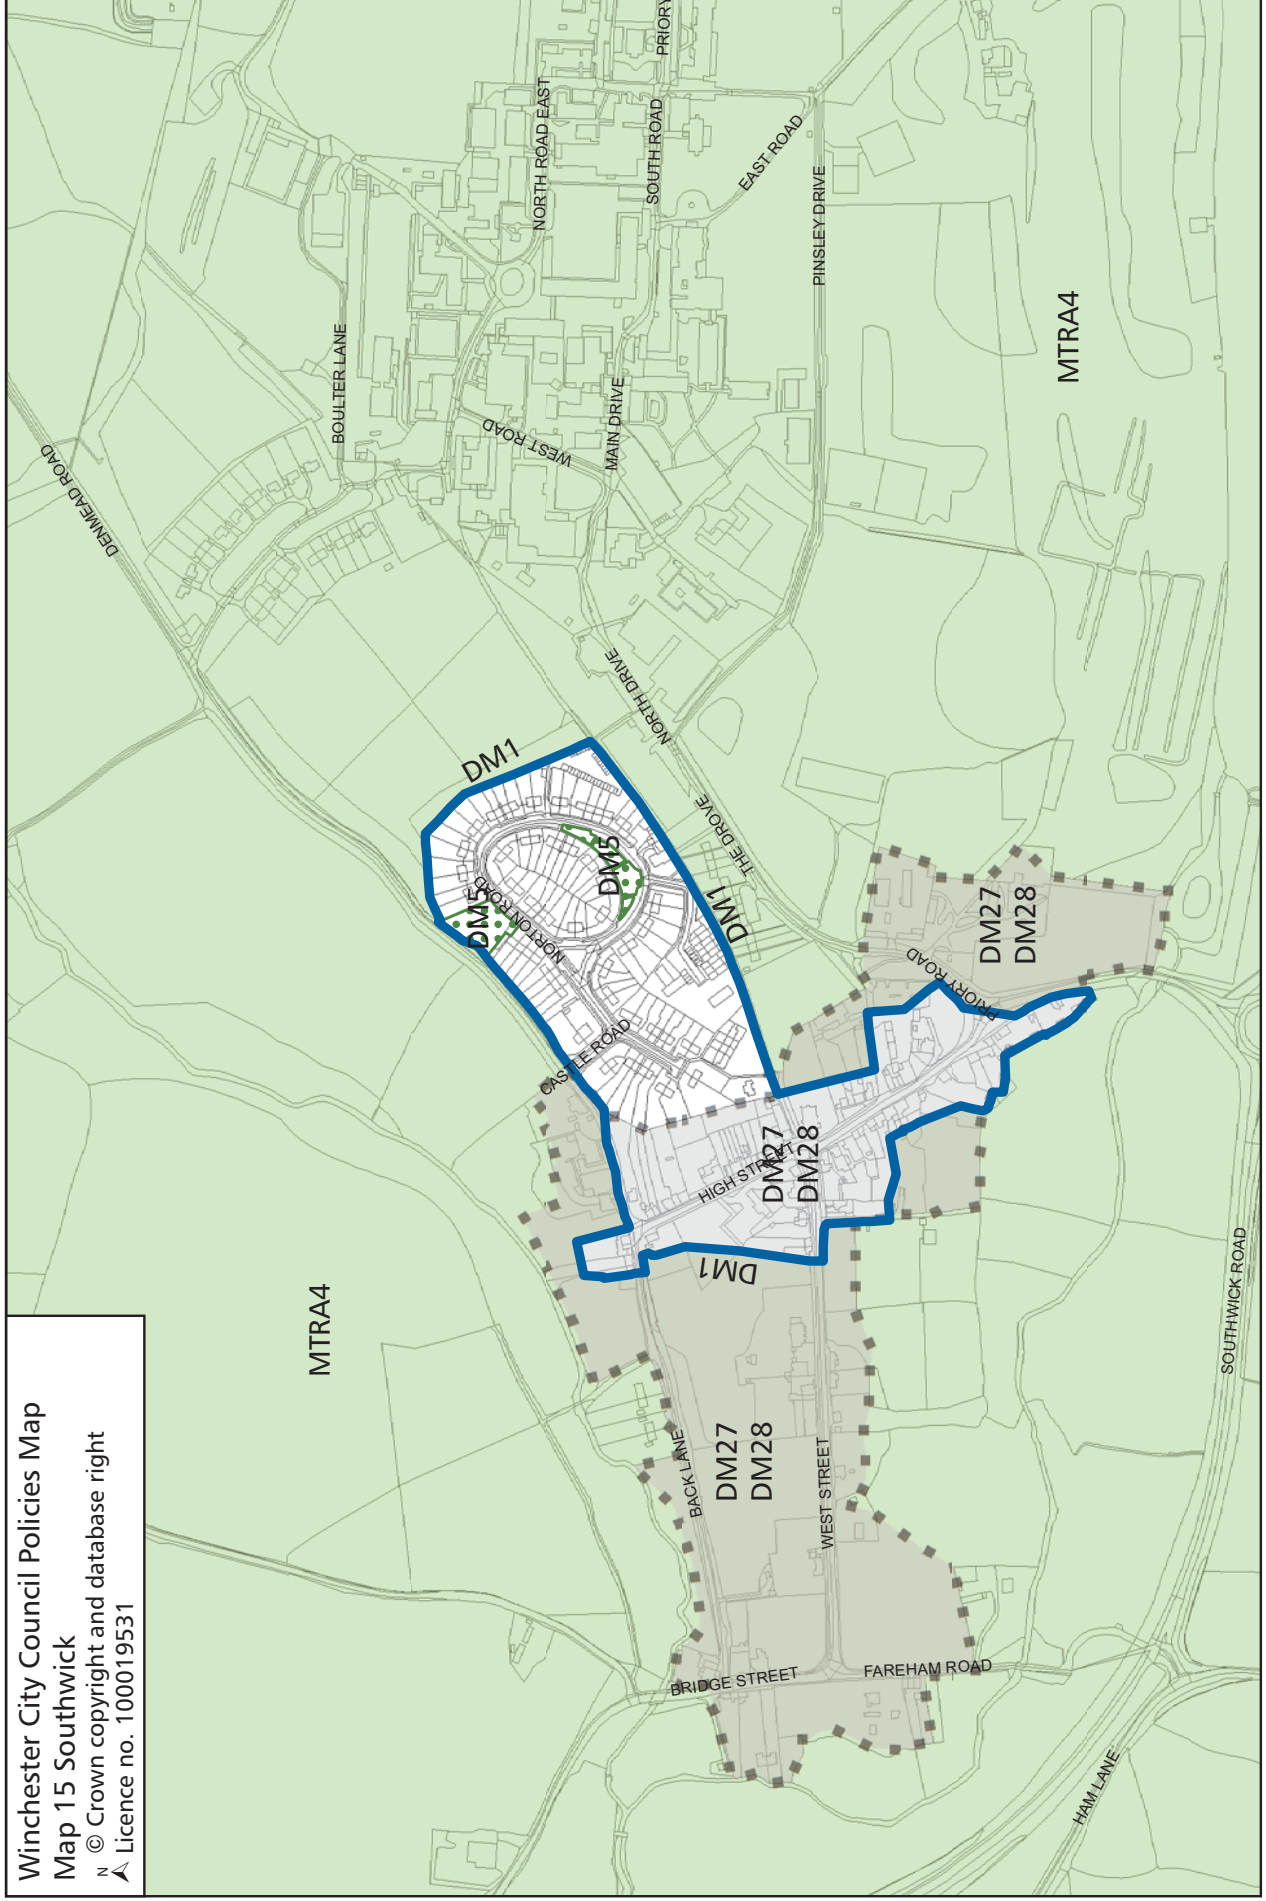 Winchester City Council Policies Map
Map 15 Southwick
N © Crown copyright and database right
Licence no. 100019531
DENMEAD ROAD
BOULTER LANE
NORTH ROAD EAST
PRIORY
SOUTH ROAD
EAST ROAD
PINSLEY DRIVE
WEST ROAD
MAIN DRIVE
MTRA4
NORTH DRIVE
THE DROVE
DM1
DM5
NORTON ROAD
DM5
DM1
CASTLE ROAD
PRIORY ROAD
DM27
DM28
HIGH STREET
DM27
DM28
DM1
MTRA4
BACK LANE
DM27
DM28
WEST STREET
BRIDGE STREET
FAREHAM ROAD
SOUTHWICK ROAD
HAM LANE